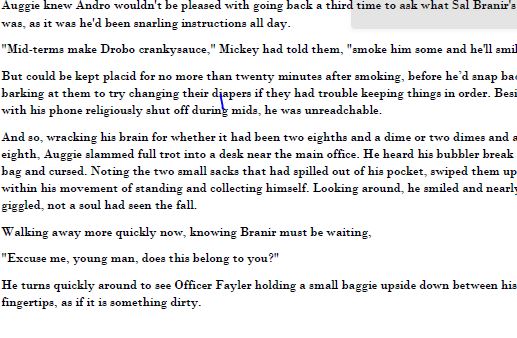 Auggie knew Andro wouldn't be pleased with going back a third time to ask what Sal Branir's
was, as it was he'd been snarling instructions all day.
"Mid-terms make Drobo crankysauce," Mickey had told them, "smoke him some and he'll smil
But could be kept placid for no more than twenty minutes after smoking, before he'd snap ba
barking at them to try changing their diapers if they had trouble keeping things in order. Besi
with his phone religiously shut off during mids, he was unreachable.
And so, wracking his brain for whether it had been two eighths and a dime or two dimes and a
eighth, Auggie slammed full trot into a desk near the main office. He heard his bubbler break
bag and cursed. Noting the two small sacks that had spilled out of his pocket, swiped them up
within his movement of standing and collecting himself. Looking around, he smiled and nearly
giggled, not a soul had seen the fall.
Walking away more quickly now, knowing Branir must be waiting,
"Excuse me, young man, does this belong to you?"
He turns quickly around to see Officer Fayler holding a small baggie upside down between his
fingertips, as if it is something dirty.